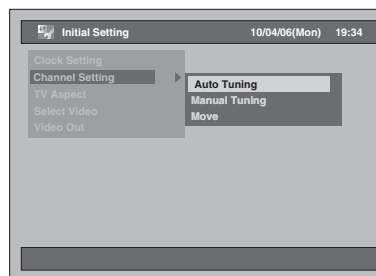 Initial Setting 10/04/06(Mon) 19:34
Clock Setting
Channel Setting
TV Aspect
Select Video
Video Out
Auto Tuning
Manual Tuning
Move